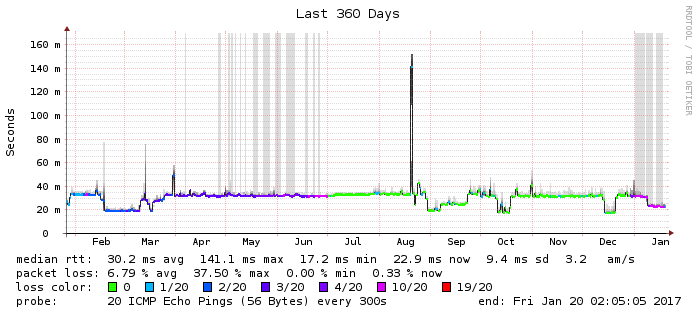 Last 360 Days
RRDTOOL / TOBI OETIKER
Seconds
160 m
140 m
120 m
100 m
80 m
60 m
40 m
20 m
0
Feb Mar Apr May Jun Jul Aug Sep Oct Nov Dec Jan
median rtt: 30.2 ms avg 141.1 ms max 17.2 ms min 22.9 ms now 9.4 ms sd 3.2 am/s
packet loss: 6.79 % avg 37.50 % max 0.00 % min 0.33 % now
loss color: 0 1/20 2/20 3/20 4/20 10/20 19/20
probe: 20 ICMP Echo Pings (56 Bytes) every 300s end: Fri Jan 20 02:05:05 2017